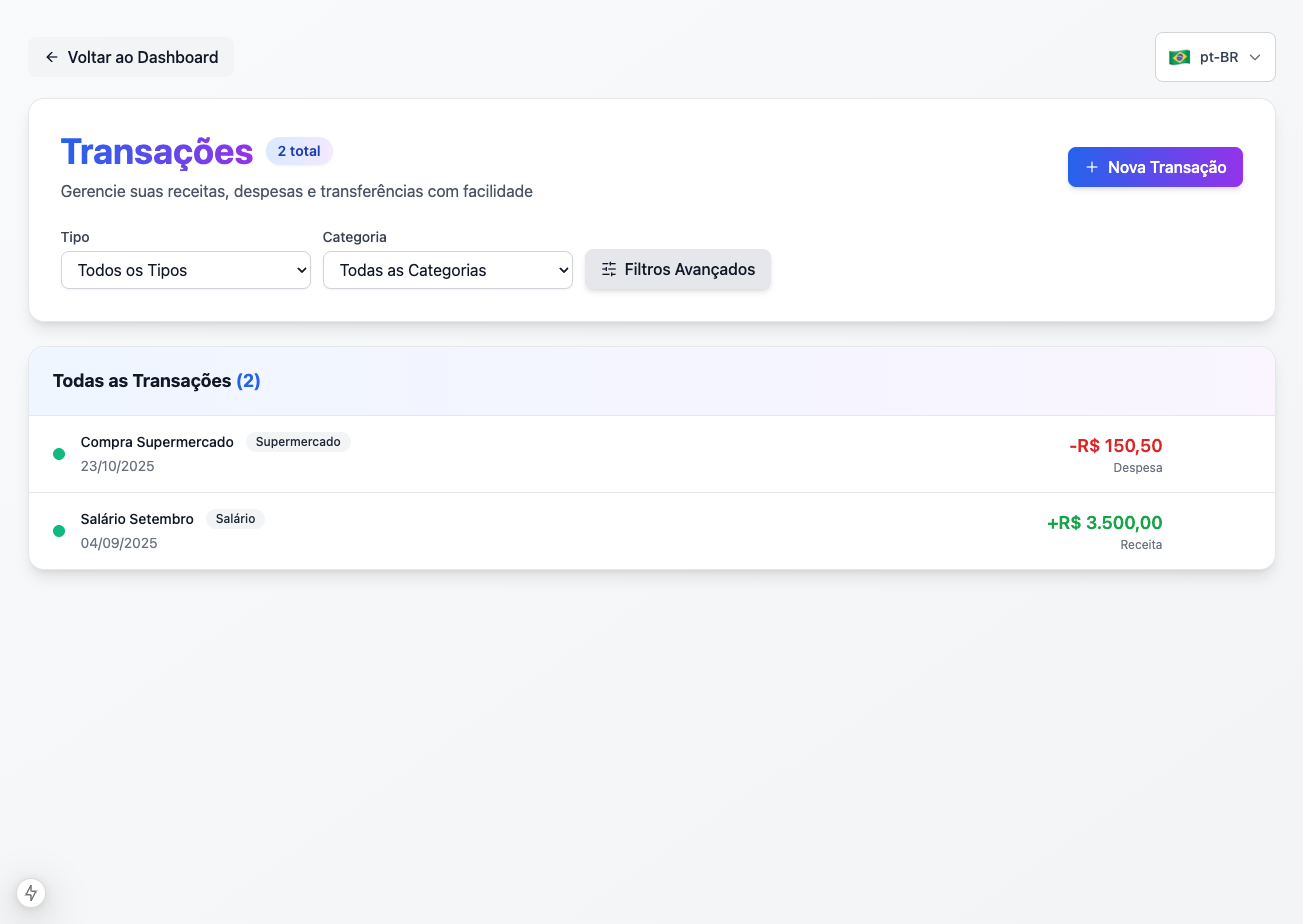 Voltar ao Dashboard
pt-BR
Transações 2 total
Nova Transação
Gerencie suas receitas, despesas e transferências com facilidade
Tipo Categoria
Todos os Tipos Todas as Categorias Filtros Avançados
Todas as Transações (2)
Compra Supermercado Supermercado
-R$ 150,50
23/10/2025
Despesa
Salário Setembro Salário
+R$ 3.500,00
04/09/2025
Receita